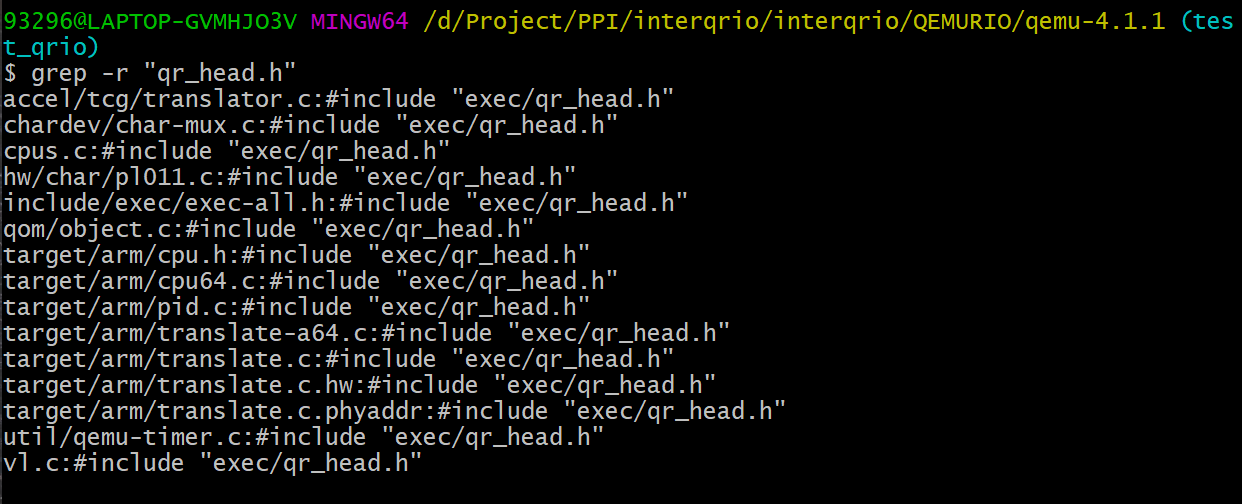 93296@LAPTOP-GVMHJO3V MINGW64 /d/Project/PPI/interqrio/interqrio/QEMURIO/qemu-4.1.1 (tes
t_qrio)
$ grep -r "qr_head.h"
accel/tcg/translator.c:#include "exec/qr_head.h"
chardev/char-mux.c:#include "exec/qr_head.h"
cpus.c:#include "exec/qr_head.h"
hw/char/pl011.c:#include "exec/qr_head.h"
include/exec/exec-all.h:#include "exec/qr_head.h"
qom/object.c:#include "exec/qr_head.h"
target/arm/cpu.h:#include "exec/qr_head.h"
target/arm/cpu64.c:#include "exec/qr_head.h"
target/arm/pid.c:#include "exec/qr_head.h"
target/arm/translate-a64.c:#include "exec/qr_head.h"
target/arm/translate.c:#include "exec/qr_head.h"
target/arm/translate.c.hw:#include "exec/qr_head.h"
target/arm/translate.c.phyaddr:#include "exec/qr_head.h"
util/qemu-timer.c:#include "exec/qr_head.h"
vl.c:#include "exec/qr_head.h"